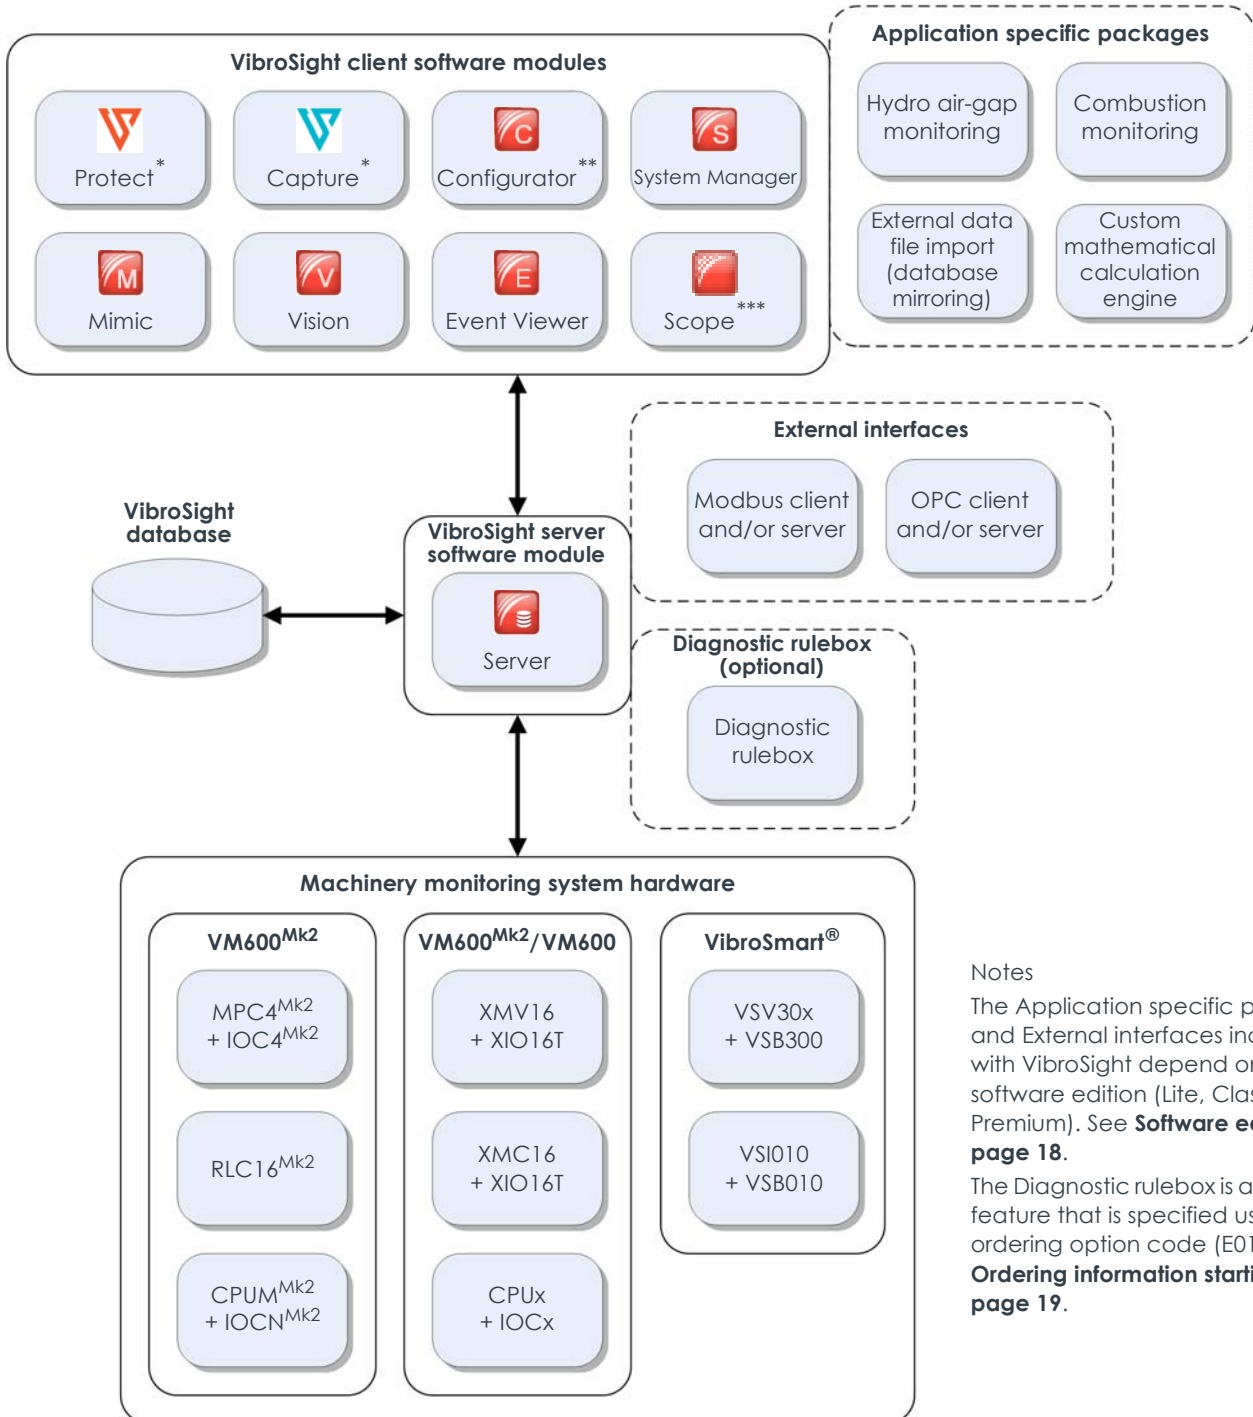 VibroSight client software modules
Protect*
Capture*
C
Configurator**
S
System Manager
M
Mimic
V
Vision
E
Event Viewer
Scope***
Application specific packages
Hydro air-gap
monitoring
Combustion
monitoring
External data
file import
(database
mirroring)
Custom
mathematical
calculation
engine
External interfaces
Modbus client
and/or server
OPC client
and/or server
VibroSight
database
VibroSight server
software module
Server
Diagnostic rulebox
(optional)
Diagnostic
rulebox
Machinery monitoring system hardware
VM600Mk2
MPC4Mk2
+ IOC4Mk2
RLC16Mk2
CPUMMk2
+ IOCNMk2
VM600Mk2/VM600
XMV16
+ XIO16T
XMC16
+ XIO16T
CPUx
+ IOCx
VibroSmart®
VSV30x
+ VSB300
VSI010
+ VSB010
Notes
The Application specific
and External interfaces
with VibroSight depend
software edition (Lite,
Premium). See Software
page 18.
The Diagnostic rulebox is
feature that is specified
ordering option code (E01
Ordering information
page 19.